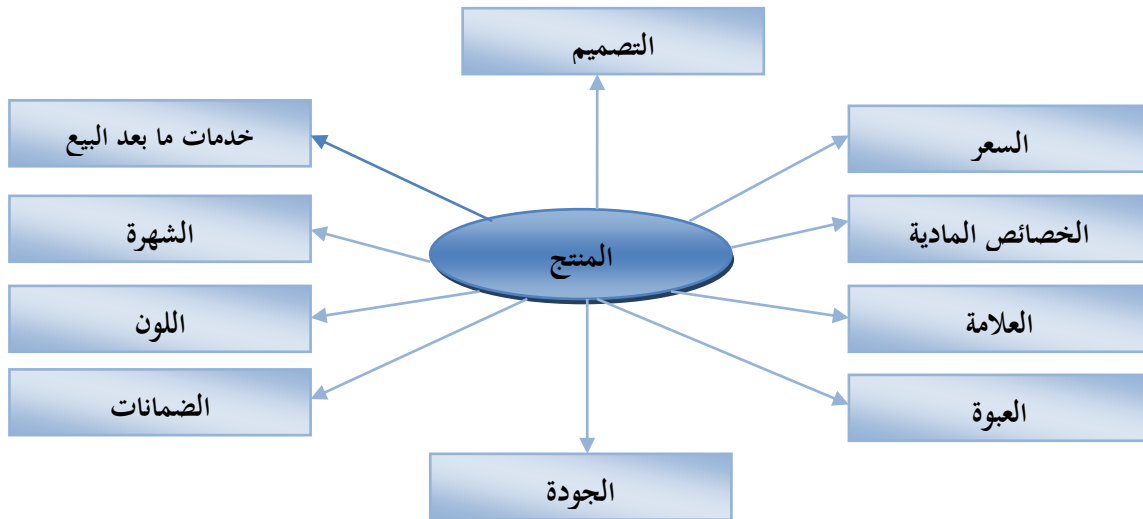 التصميم
السعر
خدمات ما بعد البيع
الخصائص المادية
الشهرة
المنتج
العلامة
اللون
العبوة
الضمانات
الجودة